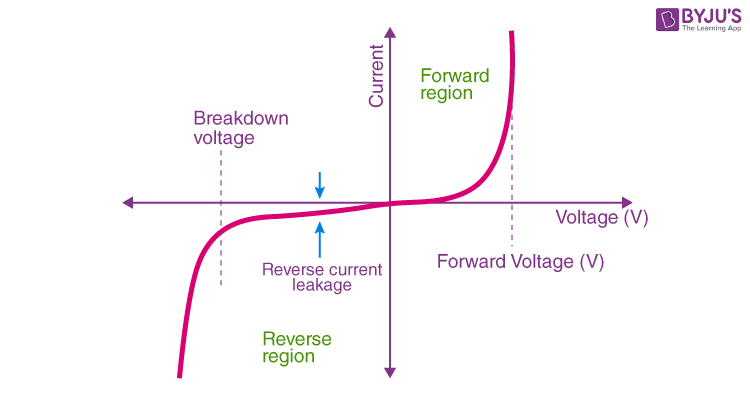 BYJU'S
The Learning App
Current
Forward
region
Breakdown
voltage
Voltage (V)
Forward Voltage (V)
Reverse current
leakage
Reverse
region